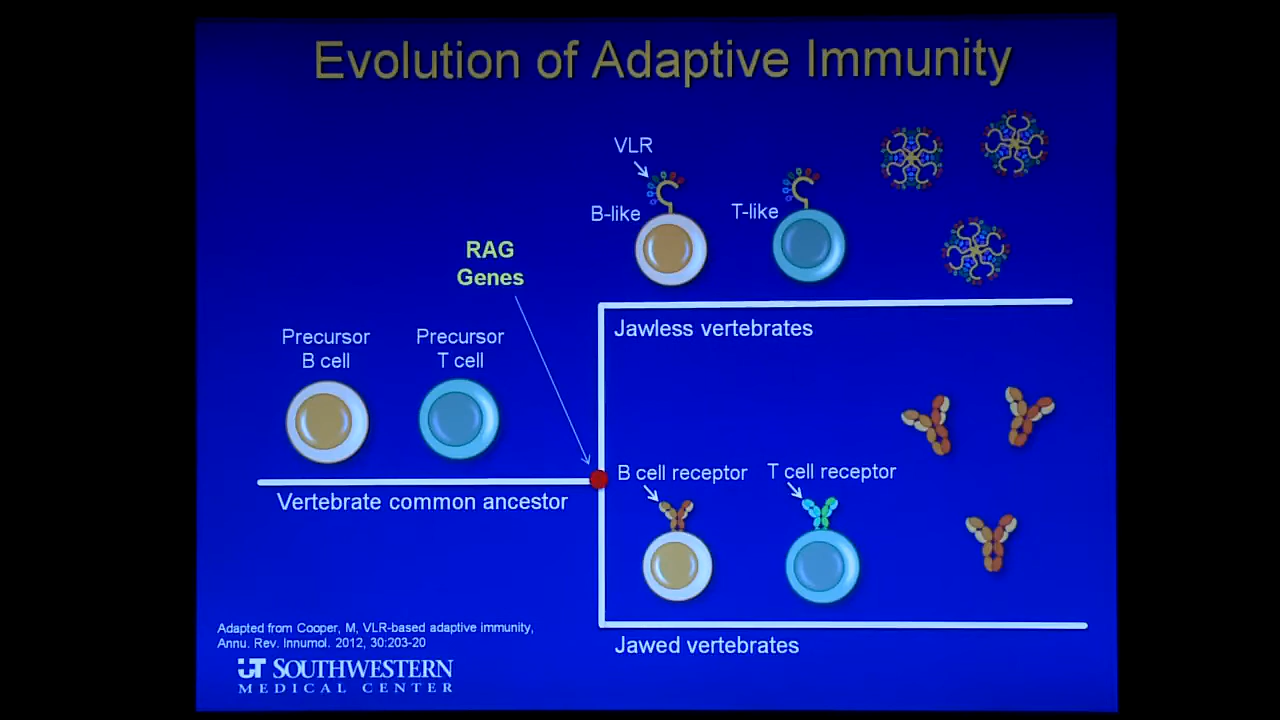 Evolution of Adaptive Immunity
VLR
B-like
T-like
RAG
Genes
Jawless vertebrates
Precursor
B cell
Precursor
T cell
B cell receptor
T cell receptor
Vertebrate common ancestor
Adapted from Cooper, M, VLR-based adaptive immunity,
Annu. Rev. Innumol. 2012, 30:203-20
Jawed vertebrates
UT SOUTHWESTERN
MEDICAL CENTER